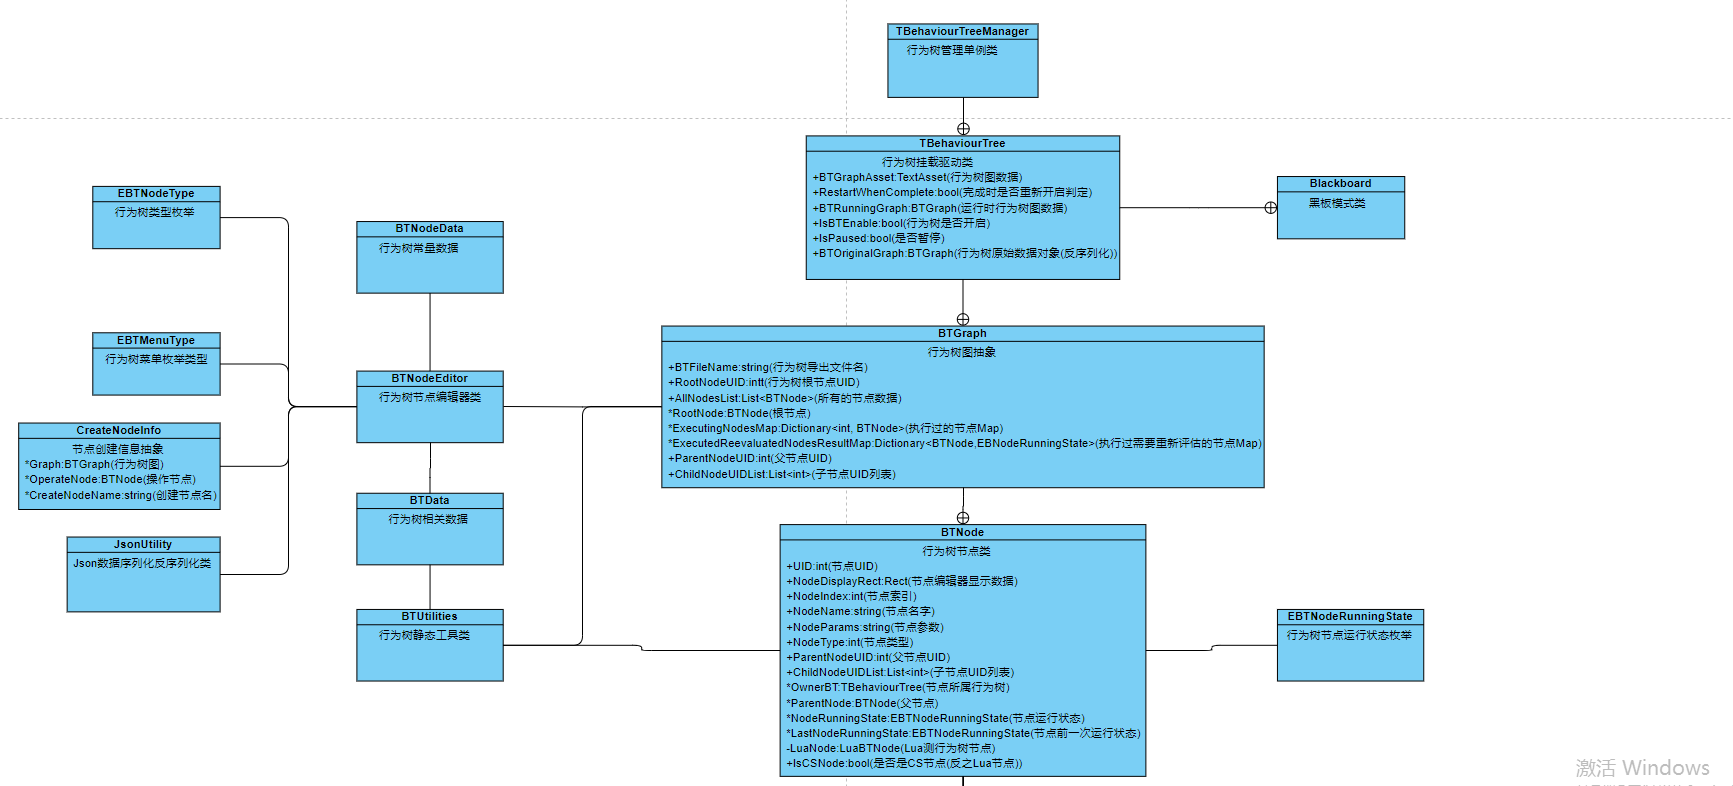 TBehaviourTreeManager
行为树管理单例类
TBehaviourTree
行为树挂载驱动类
+BTGraphAsset:TextAsset(行为树图数据)
+RestartWhenComplete:bool(完成时是否重新开启判定)
+BTRunningGraph:BTGraph(运行时行为树图数据)
+IsBTEnable:bool(行为树是否开启)
+IsPaused:bool(是否暂停)
+BTOriginalGraph:BTGraph(行为树原始数据对象(反序列化))
Blackboard
黑板模式类
EBTNodeType
行为树类型枚举
BTNodeData
行为树常量数据
EBTMenuType
行为树菜单枚举类型
BTNodeEditor
行为树节点编辑器类
BTGraph
行为树图抽象
+BTFileName:string(行为树导出文件名)
+RootNodeUID:intt(行为树根节点UID)
+AllNodesList:List<BTNode>(所有的节点数据)
*RootNode:BTNode(根节点)
*ExecutingNodesMap:Dictionary<int, BTNode>(执行过的节点Map)
*ExecutedReevaluatedNodesResultMap:Dictionary<BTNode,EBNodeRunningState>(执行过需要重新评估的节点Map)
+ParentNodeUID:int(父节点UID)
+ChildNodeUIDList:List<int>(子节点UID列表)
CreateNodeInfo
节点创建信息抽象
*Graph:BTGraph(行为树图)
*OperateNode:BTNode(操作节点)
*CreateNodeName:string(创建节点名)
BTData
行为树相关数据
JsonUtility
Json数据序列化反序列化类
BTUtilities
行为树静态工具类
BTNode
行为树节点类
+UID:int(节点UID)
+NodeDisplayRect:Rect(节点编辑器显示数据)
+NodeIndex:int(节点索引)
+NodeName:string(节点名字)
+NodeParams:string(节点参数)
+NodeType:int(节点类型)
+ParentNodeUID:int(父节点UID)
+ChildNodeUIDList:List<int>(子节点UID列表)
*OwnerBT:TBehaviourTree(节点所属行为树)
*ParentNode:BTNode(父节点)
*NodeRunningState:EBTNodeRunningState(节点运行状态)
*LastNodeRunningState:EBTNodeRunningState(节点前一次运行状态)
-LuaNode:LuaBTNode(Lua测行为树节点)
+IsCSNode:bool(是否是CS节点(反之Lua节点))
EBTNodeRunningState
行为树节点运行状态枚举
激活 Windows